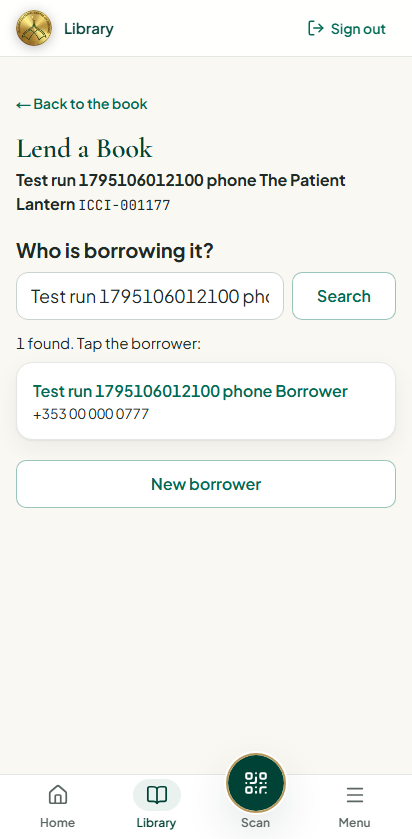 Library
Sign out
← Back to the book
Lend a Book
Test run 1795106012100 phone The Patient
Lantern ICCI-001177
Who is borrowing it?
Test run 1795106012100 pho
Search
1 found. Tap the borrower:
Test run 1795106012100 phone Borrower
+353 00 000 0777
New borrower
Home
Library
Scan
Menu